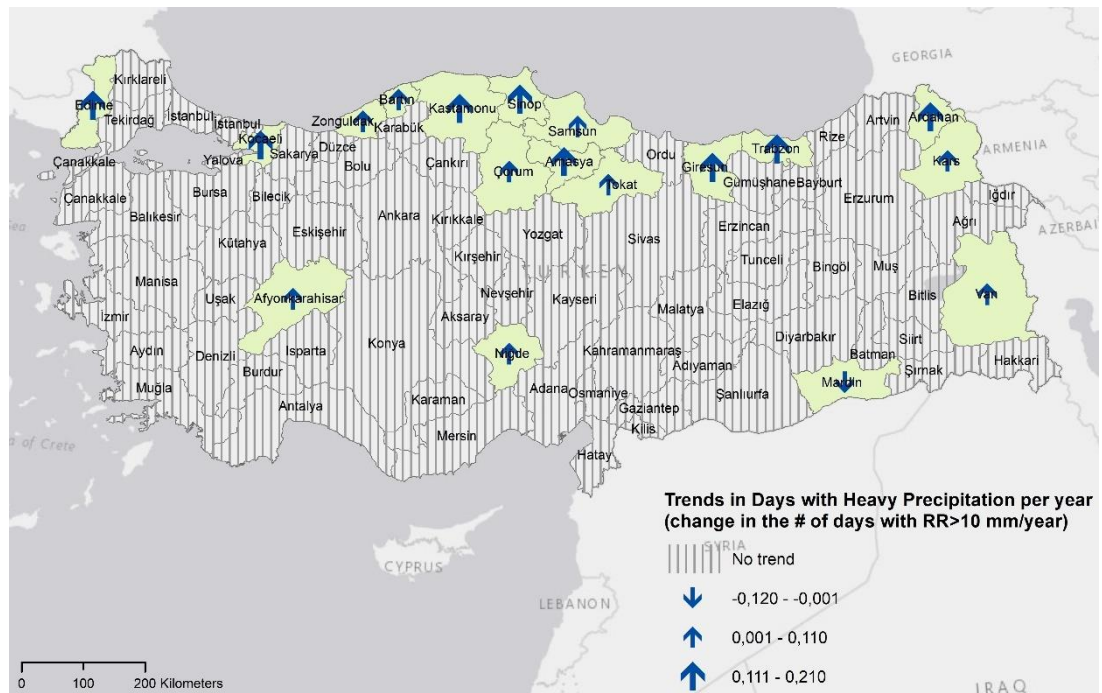 GEORGIA
Kırklareli
Edirne
Tekirdağ
İstanbul
İstanbul
Kocaeli
Yalova
Sakarya
Düzce
Zonguldak
Bartın
Karabük
Kastamonu
Sinop
Samsun
Ordu
Giresun
Trabzon
Rize
Artvin
Ardahan
Kars
ARMENIA
Çanakkale
Çanakkale
Bursa
Bilecik
Bolu
Çankırı
Çorum
Amasya
Tokat
Gümüşhane
Bayburt
Erzurum
Iğdır
AZERBAI
Balıkesir
Kütahya
Eskişehir
Ankara
Kırıkkale
Yozgat
Sivas
Erzincan
Ağrı
Sea
Manisa
Uşak
Afyonkarahisar
Kırşehir
TURKEY
Nevşehir
Kayseri
Tunceli
Bingöl
Muş
Bitlis
Van
İzmir
Aksaray
Malatya
Elazığ
Aydın
Denizli
Isparta
Burdur
Konya
Niğde
Kahramanmaraş
Adıyaman
Diyarbakır
Batman
Siirt
Şırnak
Hakkari
Muğla
Antalya
Karaman
Adana
Osmaniye
Gaziantep
Kilis
Şanlıurfa
Mardin
Mersin
Hatay
of Crete
CYPRUS
LEBANON
SYRIA
IRAQ
Trends in Days with Heavy Precipitation per year
(change in the # of days with RR>10 mm/year)
No trend
-0,120 - -0,001
0,001 - 0,110
0,111 - 0,210
0 100 200 Kilometers